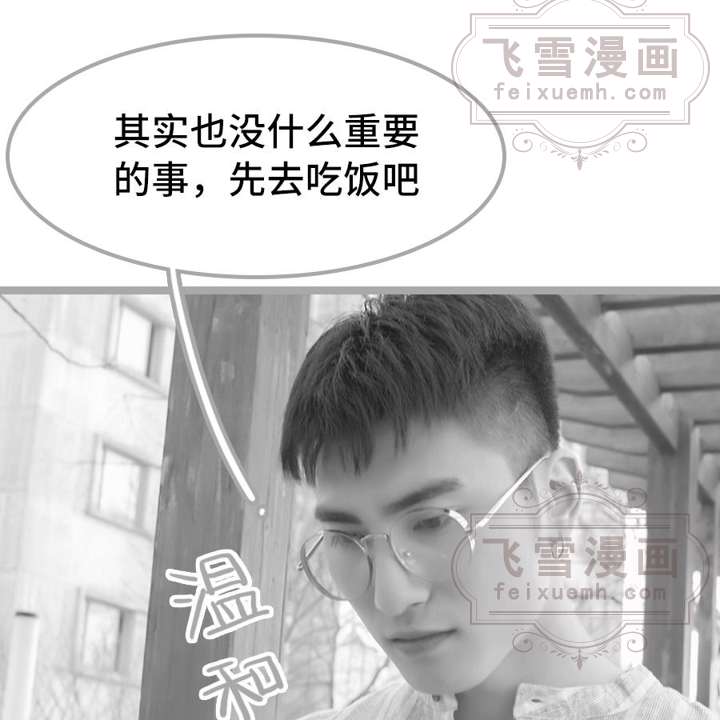 飞雪漫画
feixuemh.com
其实也没什么重要
的事，先去吃饭吧
飞雪漫画
feixuemh.com
温
和